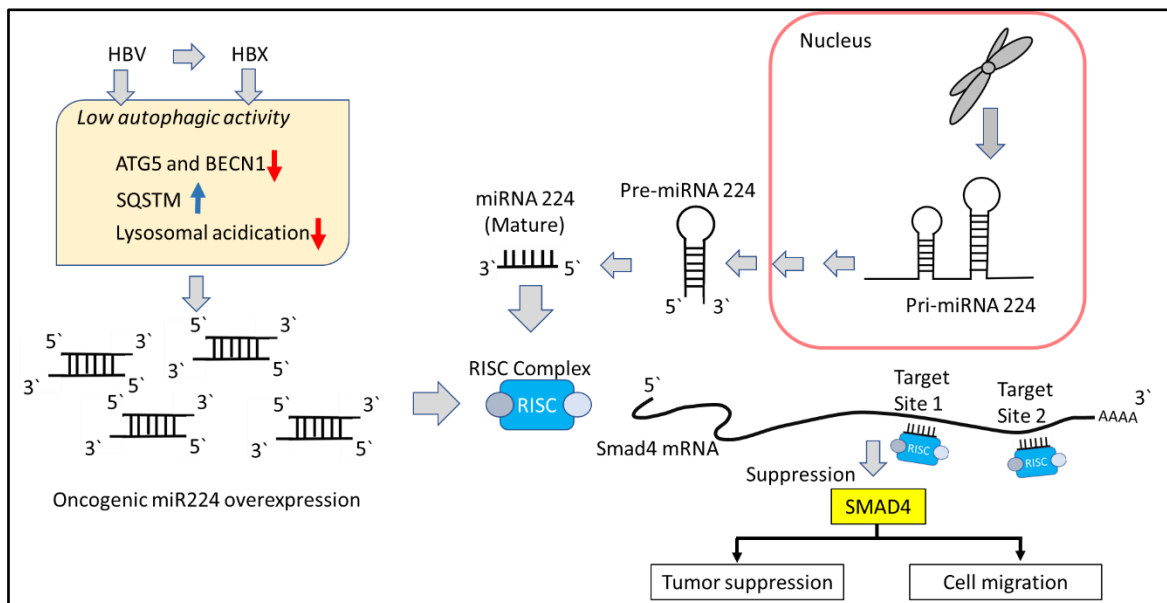 HBV
HBX
Low autophagic activity
ATG5 and BECN1
SQSTM
Lysosomal acidication
5` 3`
5` 3`
3` 5`
3` 5`
5` 3`
5` 3`
3` 5`
3` 5`
Oncogenic miR224 overexpression
Nucleus
Pri-miRNA 224
Pre-miRNA 224
5` 3`
miRNA 224
(Mature)
3` 5`
RISC Complex
RISC
5`
Smad4 mRNA
Target
Site 1
RISC
Target
Site 2
RISC
3`
AAAA
Suppression
SMAD4
Tumor suppression
Cell migration